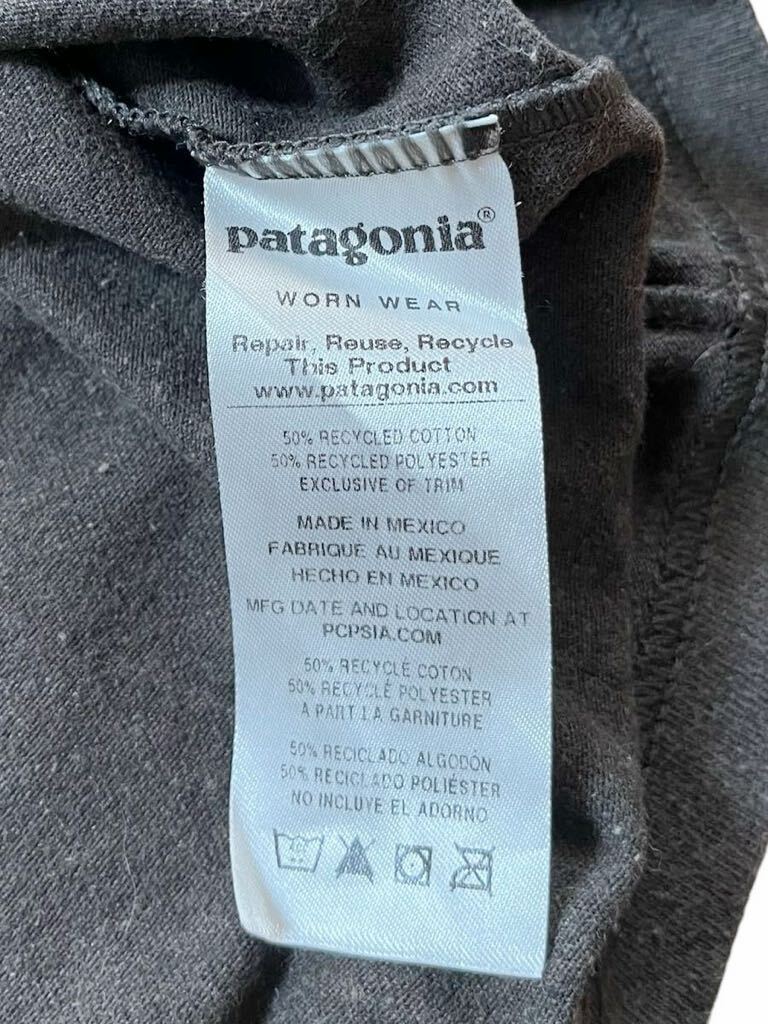 patagonia®
WORN WEAR
Repair, Reuse, Recycle
This Product
www.patagonia.com
50% RECYCLED COTTON
50% RECYCLED POLYESTER
EXCLUSIVE OF TRIM
MADE IN MEXICO
FABRIQUE AU MEXIQUE
HECHO EN MEXICO
MFG DATE AND LOCATION AT
PCPSIA.COM
50% RECYCLÉ COTON
50% RECYCLÉ POLYESTER
A PART LA GARNITURE
50% RECICLADO ALGODÓN
50% RECICLADO POLIÉSTER
NO INCLUYE EL ADORNO